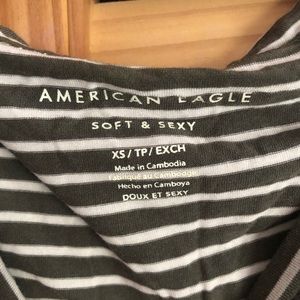 AMERICAN EAGLE
SOFT & SEXY
XS / TP / EXCH
Made in Cambodia
Fabriqué au Cambodge
Hecho en Camboya
DOUX ET SEXY